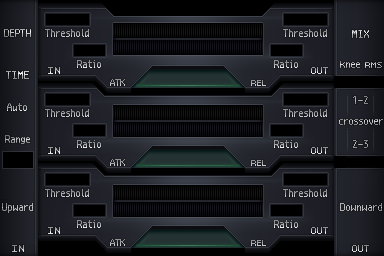 DEPTH
Threshold
Threshold
MIX
Ratio
Ratio
Knee RMS
TIME
IN
ATK
REL
OUT
Auto
Threshold
Threshold
1-2
crossover
Range
Ratio
Ratio
2-3
IN
ATK
REL
OUT
Threshold
Threshold
Upward
Downward
Ratio
Ratio
IN
OUT
ATK
REL
IN
OUT